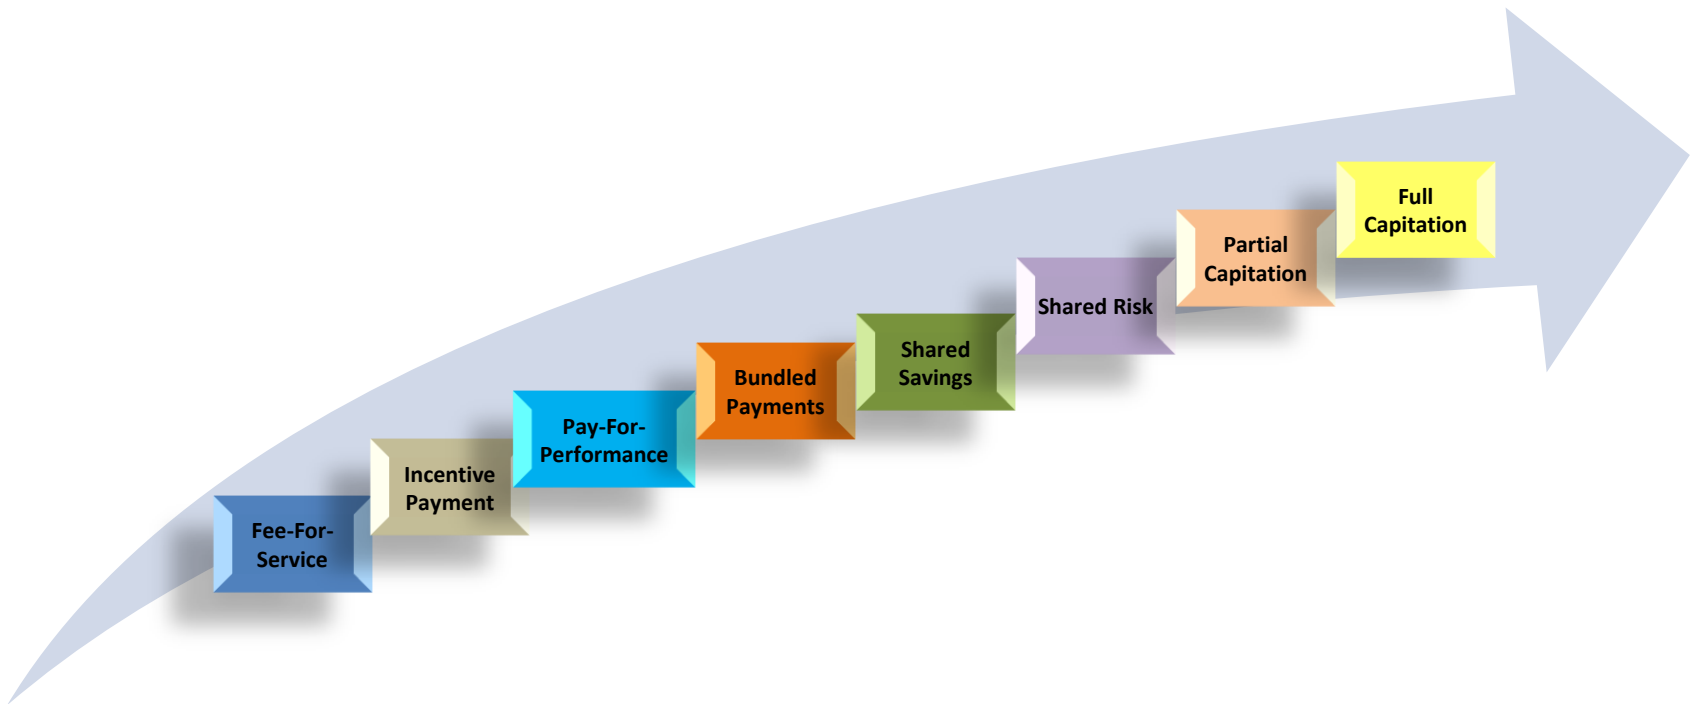 Fee-For-
Service
Incentive
Payment
Pay-For-
Performance
Bundled
Payments
Shared
Savings
Shared Risk
Partial
Capitation
Full
Capitation